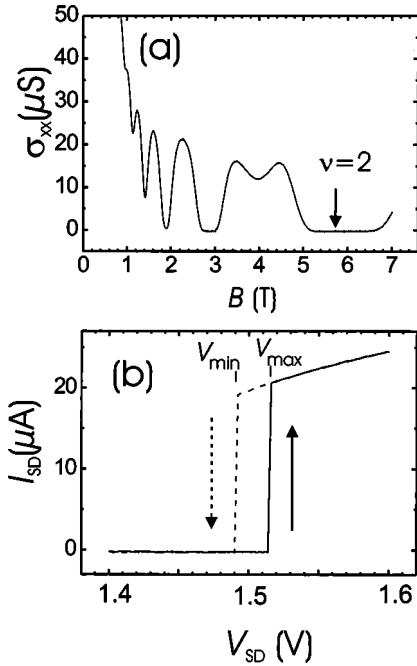 50
(a)
40
σxx(μS)
30
20
ν=2
10
0
0 1 2 3 4 5 6 7
B (T)
Vmin Vmax
(b)
20
ISD(μA)
10
0
1.4 1.5 1.6
VSD (V)